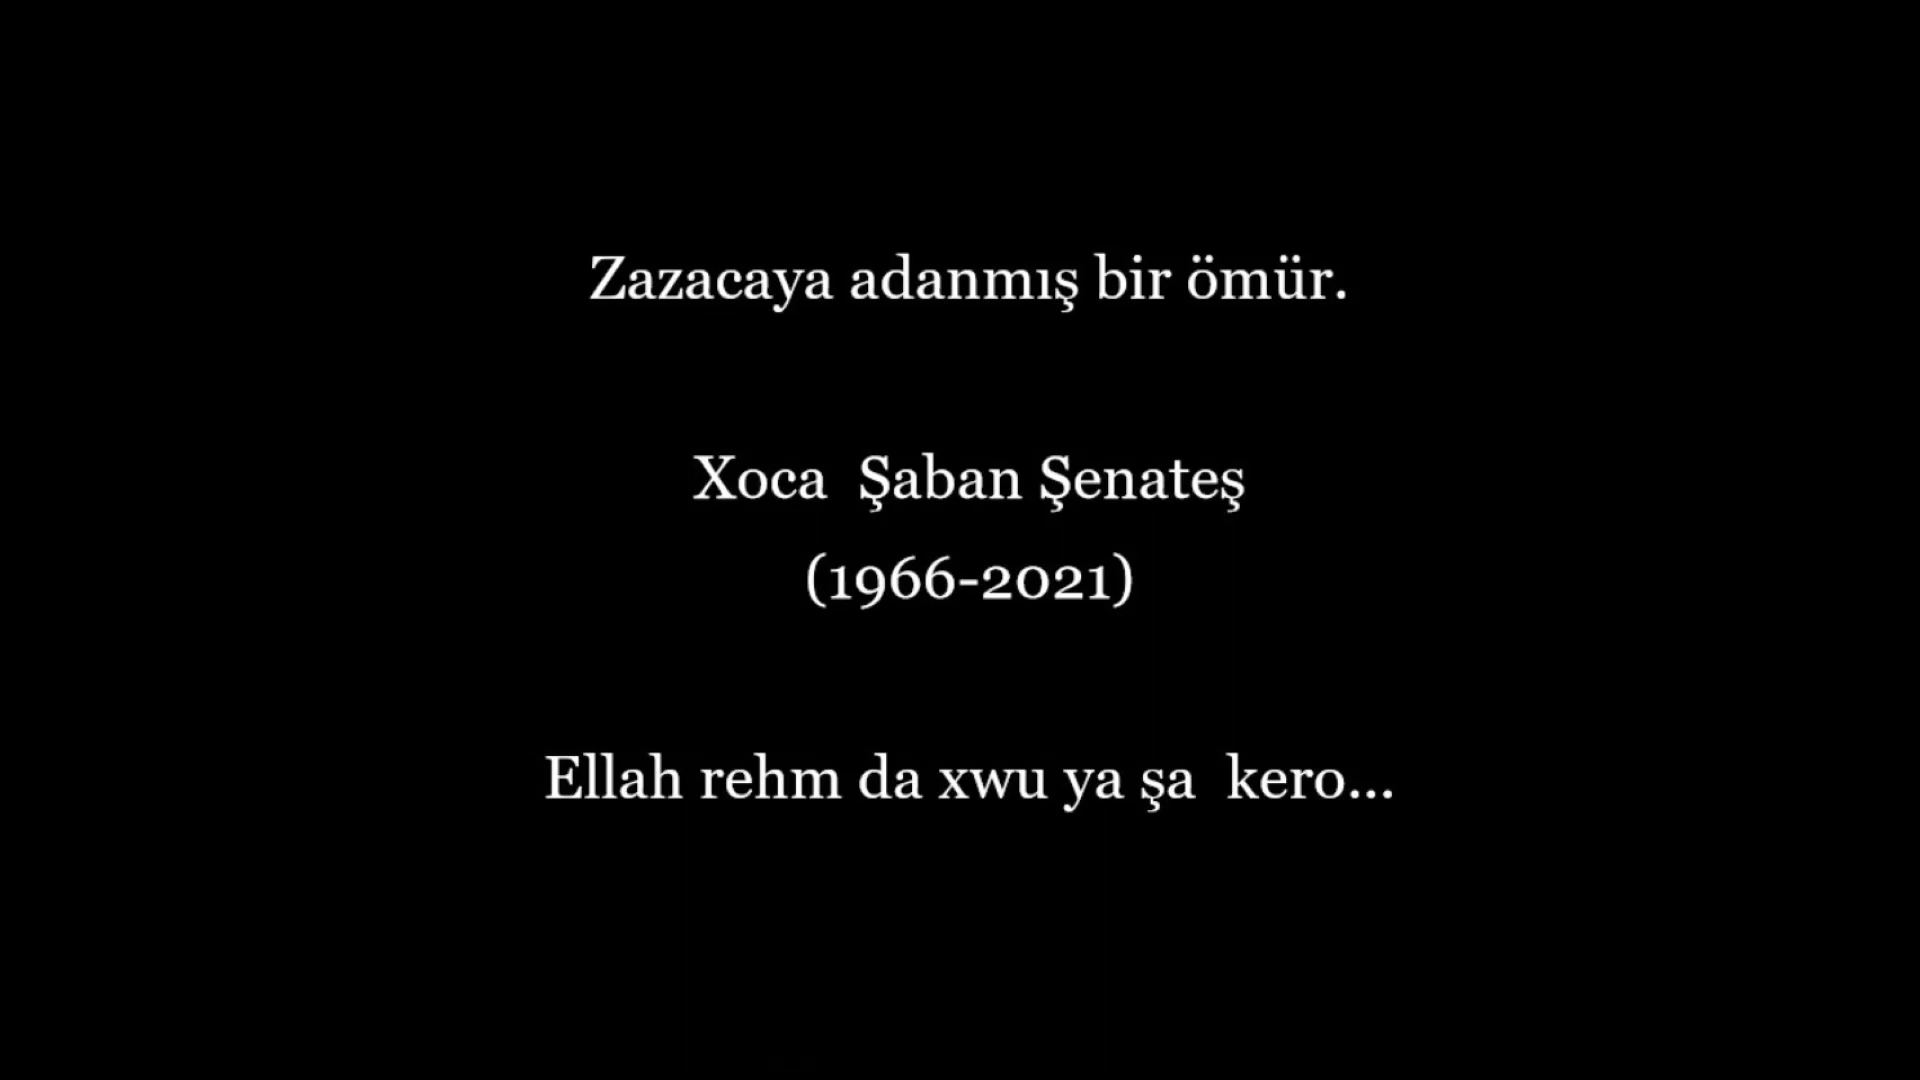 Zazacaya adanmış bir ömür.
Xoca Şaban Şenateş
(1966-2021)
Ellah rehm da xwu ya şa kero...